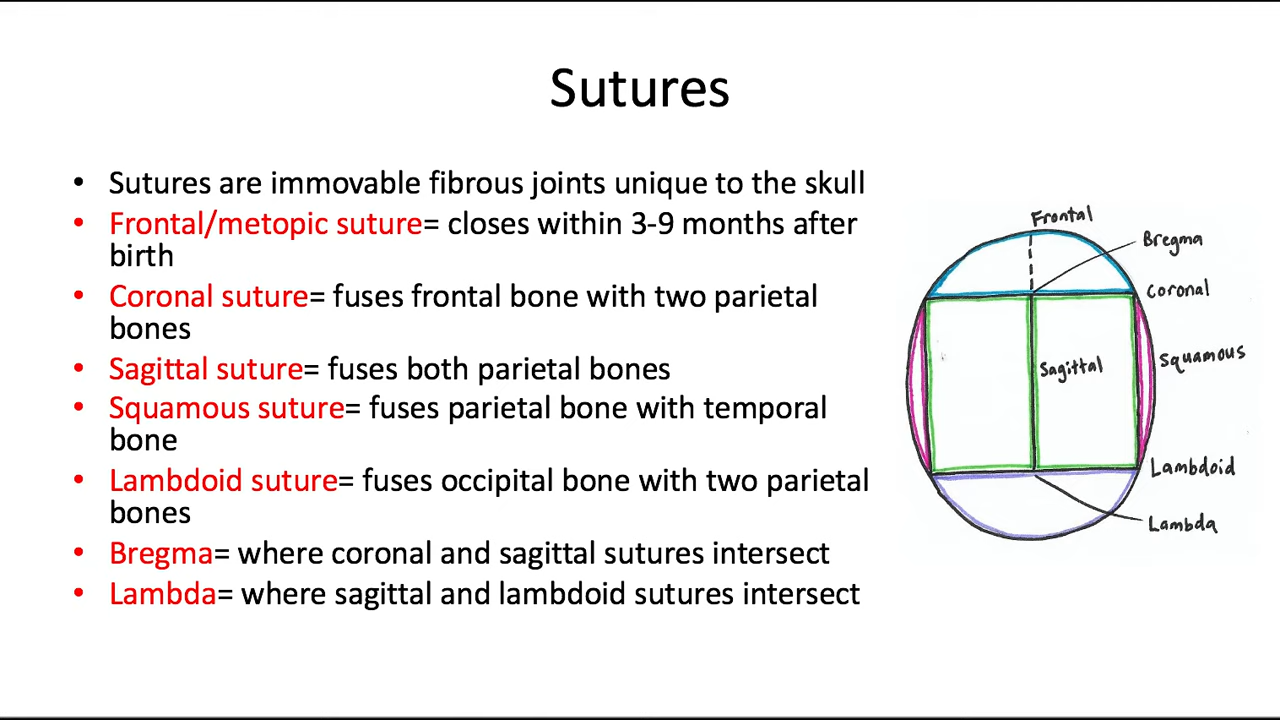 Sutures
• Sutures are immovable fibrous joints unique to the skull
• Frontal/metopic suture= closes within 3-9 months after
birth
• Coronal suture= fuses frontal bone with two parietal
bones
• Sagittal suture= fuses both parietal bones
• Squamous suture= fuses parietal bone with temporal
bone
• Lambdoid suture= fuses occipital bone with two parietal
bones
• Bregma= where coronal and sagittal sutures intersect
• Lambda= where sagittal and lambdoid sutures intersect
Frontal
Bregma
Coronal
Squamous
Sagittal
Lambdoid
Lambda